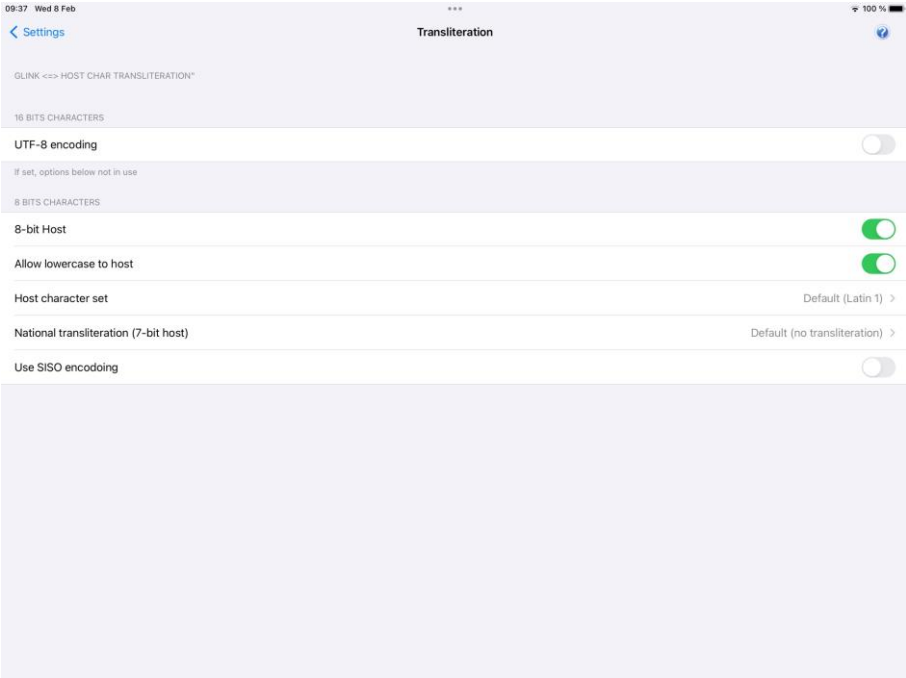 09:37 Wed 8 Feb 100 %
Settings Transliteration ?
GLINK <=> HOST CHAR TRANSLITERATION"
16 BITS CHARACTERS
UTF-8 encoding
If set, options below not in use
8 BITS CHARACTERS
8-bit Host
Allow lowercase to host
Host character set Default (Latin 1) >
National transliteration (7-bit host) Default (no transliteration) >
Use SISO encodoing